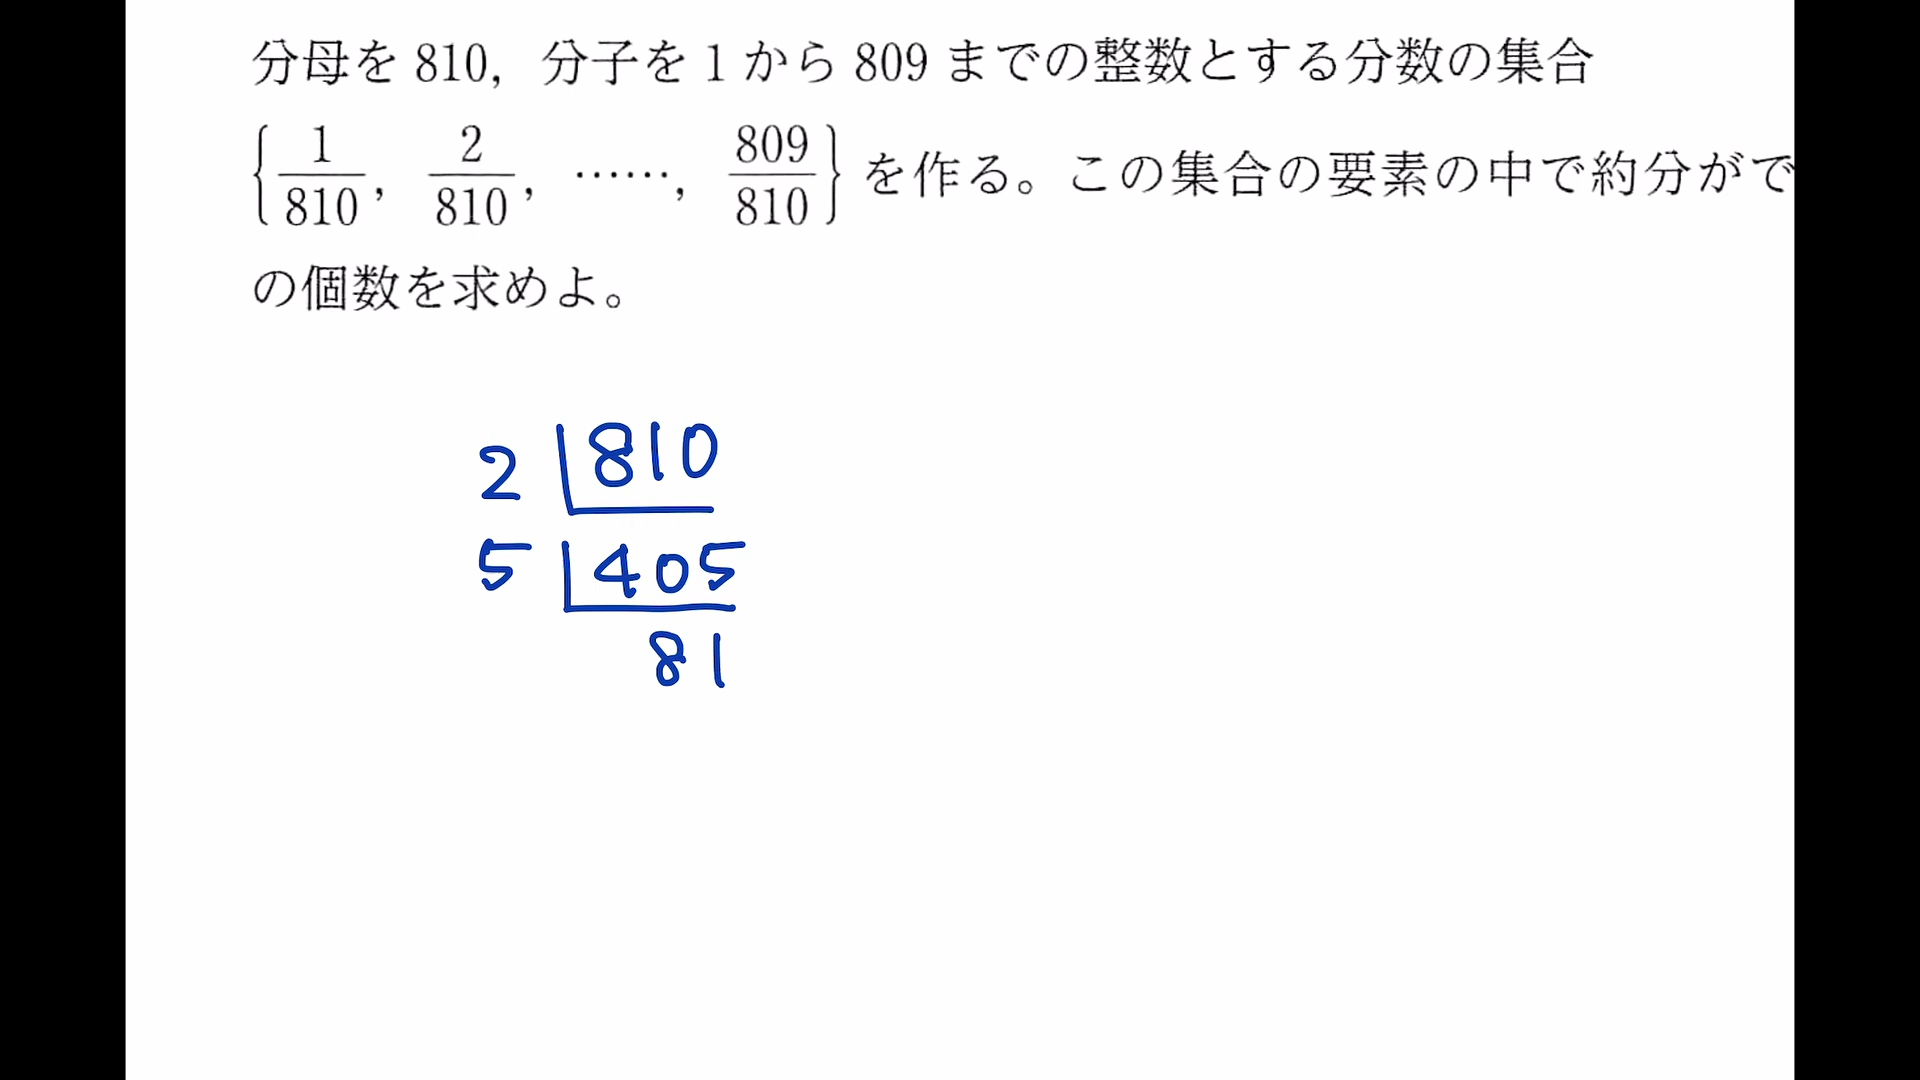 分母を 810, 分子を 1 から 809 までの整数とする分数の集合
{1/810, 2/810, ……, 809/810} を作る。この集合の要素の中で約分がで
の個数を求めよ。
2 810
5 405
81